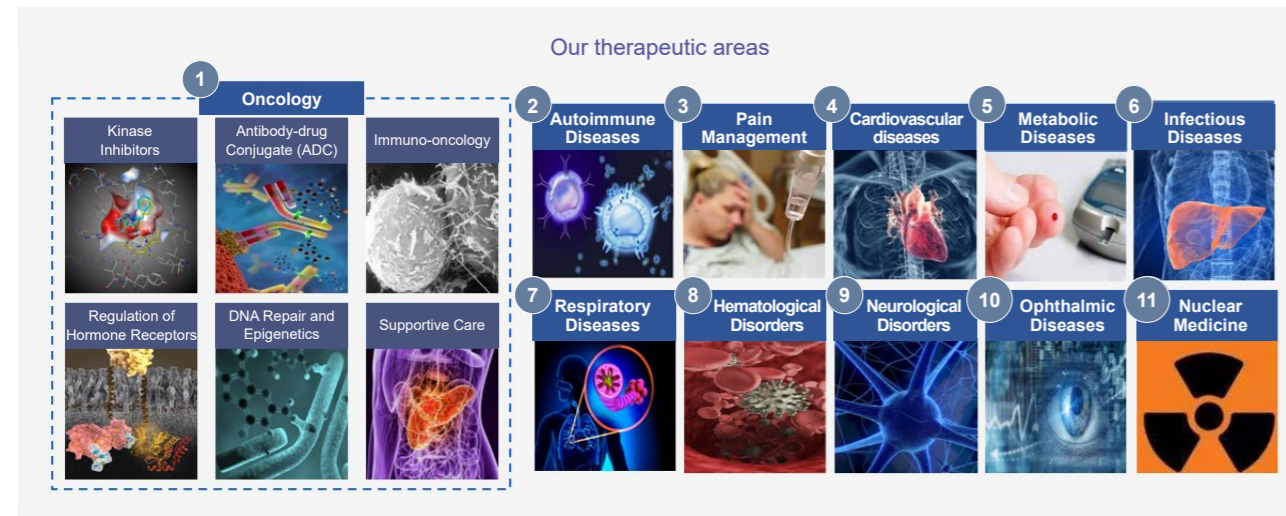 Our therapeutic areas
1
Oncology
Kinase
Inhibitors
Antibody-drug
Conjugate (ADC)
Immuno-oncology
Regulation of
Hormone Receptors
DNA Repair and
Epigenetics
Supportive Care
2
Autoimmune
Diseases
3
Pain
Management
4
Cardiovascular
diseases
5
Metabolic
Diseases
6
Infectious
Diseases
7
Respiratory
Diseases
8
Hematological
Disorders
9
Neurological
Disorders
10
Ophthalmic
Diseases
11
Nuclear
Medicine